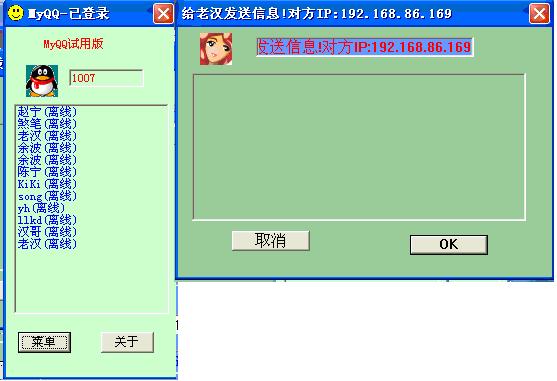 MyQQ-已登录
MyQQ试用版
1007
赵宁(离线)
煞笔(离线)
老汉(离线)
余波(离线)
余波(离线)
陈宁(离线)
KiKi(离线)
song(离线)
yh(离线)
llkd(离线)
汉哥(离线)
老汉(离线)
菜单
关于
给老汉发送信息!对方IP:192.168.86.169
发送信息!对方IP:192.168.86.169
取消
OK